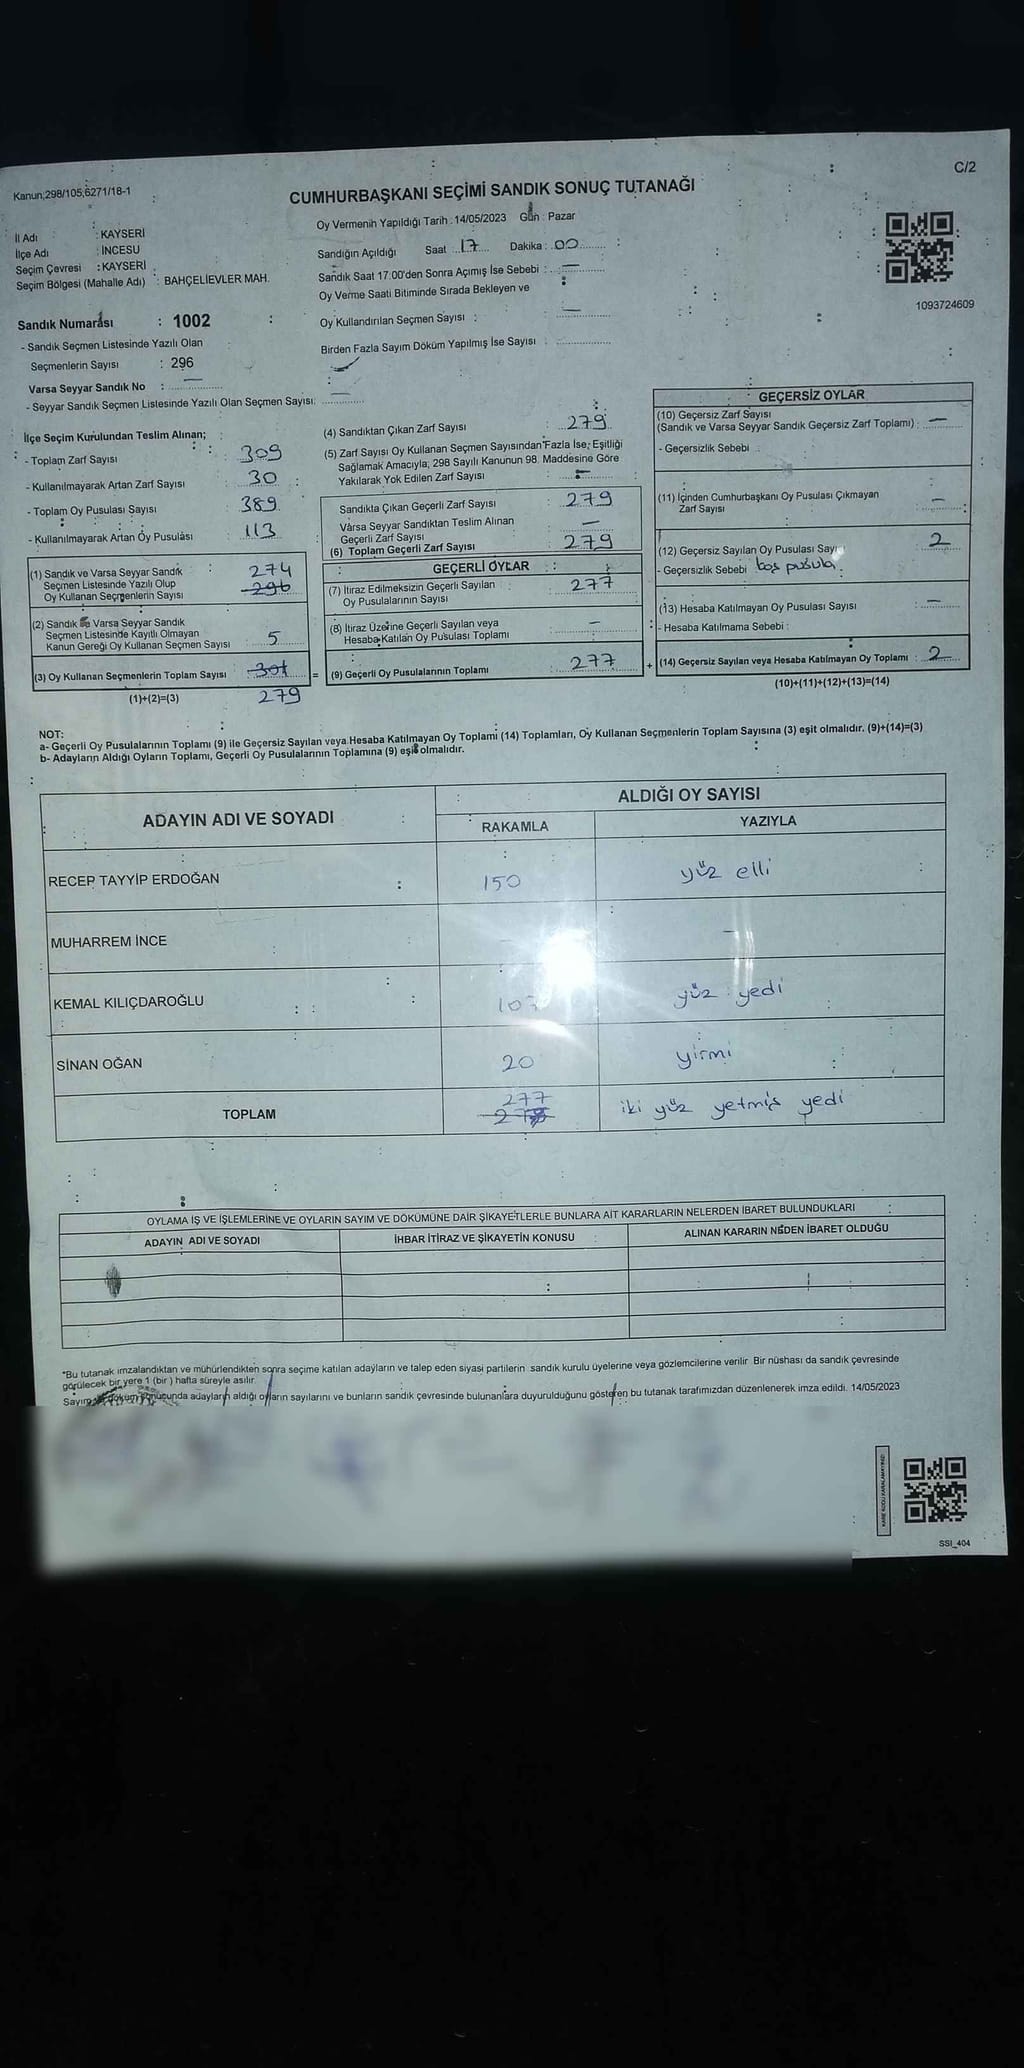 C/2
Kanun;298/105,6271/18-1
CUMHURBAŞKANI SEÇİMİ SANDIK SONUÇ TUTANAĞI
Oy Vermenin Yapıldığı Tarih : 14/05/2023 Gün : Pazar
İl Adı : KAYSERİ
İlçe Adı : İNCESU
Seçim Çevresi : KAYSERİ
Seçim Bölgesi (Mahalle Adı) : BAHÇELİEVLER MAH.
Sandığın Açıldığı Saat : 17 Dakika : 00
Sandık Saat 17:00'den Sonra Açımış İse Sebebi : —
Oy Verme Saati Bitiminde Sırada Bekleyen ve
Oy Kullandırılan Seçmen Sayısı : —
Birden Fazla Sayım Döküm Yapılmış İse Sayısı :
1093724609
Sandık Numarası : 1002
- Sandık Seçmen Listesinde Yazılı Olan
Seçmenlerin Sayısı : 296
Varsa Seyyar Sandık No : —
- Seyyar Sandık Seçmen Listesinde Yazılı Olan Seçmen Sayısı: —
İlçe Seçim Kurulundan Teslim Alınan;
- Toplam Zarf Sayısı 309
- Kullanılmayarak Artan Zarf Sayısı 30
- Toplam Oy Pusulası Sayısı 389
- Kullanılmayarak Artan Oy Pusulası 113
(1) Sandık ve Varsa Seyyar Sandık
Seçmen Listesinde Yazılı Olup
Oy Kullanan Seçmenlerin Sayısı
274
296
(2) Sandık ve Varsa Seyyar Sandık
Seçmen Listesinde Kayıtlı Olmayan
Kanun Gereği Oy Kullanan Seçmen Sayısı 5
(3) Oy Kullanan Seçmenlerin Toplam Sayısı 301 =
(1)+(2)=(3) 279
(4) Sandıktan Çıkan Zarf Sayısı : 279
(5) Zarf Sayısı Oy Kullanan Seçmen Sayısından Fazla İse; Eşitliği
Sağlamak Amacıyla; 298 Sayılı Kanunun 98. Maddesine Göre
Yakılarak Yok Edilen Zarf Sayısı : —
Sandıkta Çıkan Geçerli Zarf Sayısı 279
Varsa Seyyar Sandıktan Teslim Alınan
Geçerli Zarf Sayısı —
(6) Toplam Geçerli Zarf Sayısı 279
GEÇERLİ OYLAR
(7) İtiraz Edilmeksizin Geçerli Sayılan
Oy Pusulalarının Sayısı 277
(8) İtiraz Üzerine Geçerli Sayılan veya
Hesaba Katılan Oy Pusulası Toplamı —
(9) Geçerli Oy Pusulalarının Toplamı 277 +
GEÇERSİZ OYLAR
(10) Geçersiz Zarf Sayısı
(Sandık ve Varsa Seyyar Sandık Geçersiz Zarf Toplamı) : —
- Geçersizlik Sebebi :
(11) İçinden Cumhurbaşkanı Oy Pusulası Çıkmayan
Zarf Sayısı —
(12) Geçersiz Sayılan Oy Pusulası Sayı 2
- Geçersizlik Sebebi boş pusula
(13) Hesaba Katılmayan Oy Pusulası Sayısı —
- Hesaba Katılmama Sebebi :
(14) Geçersiz Sayılan veya Hesaba Katılmayan Oy Toplamı : 2
(10)+(11)+(12)+(13)=(14)
NOT:
a- Geçerli Oy Pusulalarının Toplamı (9) ile Geçersiz Sayılan veya Hesaba Katılmayan Oy Toplamı (14) Toplamları, Oy Kullanan Seçmenlerin Toplam Sayısına (3) eşit olmalıdır. (9)+(14)=(3)
b- Adayların Aldığı Oyların Toplamı, Geçerli Oy Pusulalarının Toplamına (9) eşit olmalıdır.
ADAYIN ADI VE SOYADI
ALDIĞI OY SAYISI
RAKAMLA YAZIYLA
RECEP TAYYİP ERDOĞAN 150 yüz elli
MUHARREM İNCE —
KEMAL KILIÇDAROĞLU 107 yüz yedi
SİNAN OĞAN 20 yirmi
TOPLAM 277 iki yüz yetmiş yedi
OYLAMA İŞ VE İŞLEMLERİNE VE OYLARIN SAYIM VE DÖKÜMÜNE DAİR ŞİKAYETLERLE BUNLARA AİT KARARLARIN NELERDEN İBARET BULUNDUKLARI
ADAYIN ADI VE SOYADI İHBAR İTİRAZ VE ŞİKAYETİN KONUSU ALINAN KARARIN NEDEN İBARET OLDUĞU
*Bu tutanak imzalandıktan ve mühürlendikten sonra seçime katılan adayların ve talep eden siyasi partilerin sandık kurulu üyelerine veya gözlemcilerine verilir. Bir nüshası da sandık çevresinde
görülecek bir yere 1 (bir) hafta süreyle asılır.
Sayım döküm sonunda adayların aldığı oyların sayılarını ve bunların sandık çevresinde bulunanlara duyurulduğunu gösteren bu tutanak tarafımızdan düzenlenerek imza edildi. 14/05/2023
KARE KODU KARALAMAYINIZ!
SSI_404